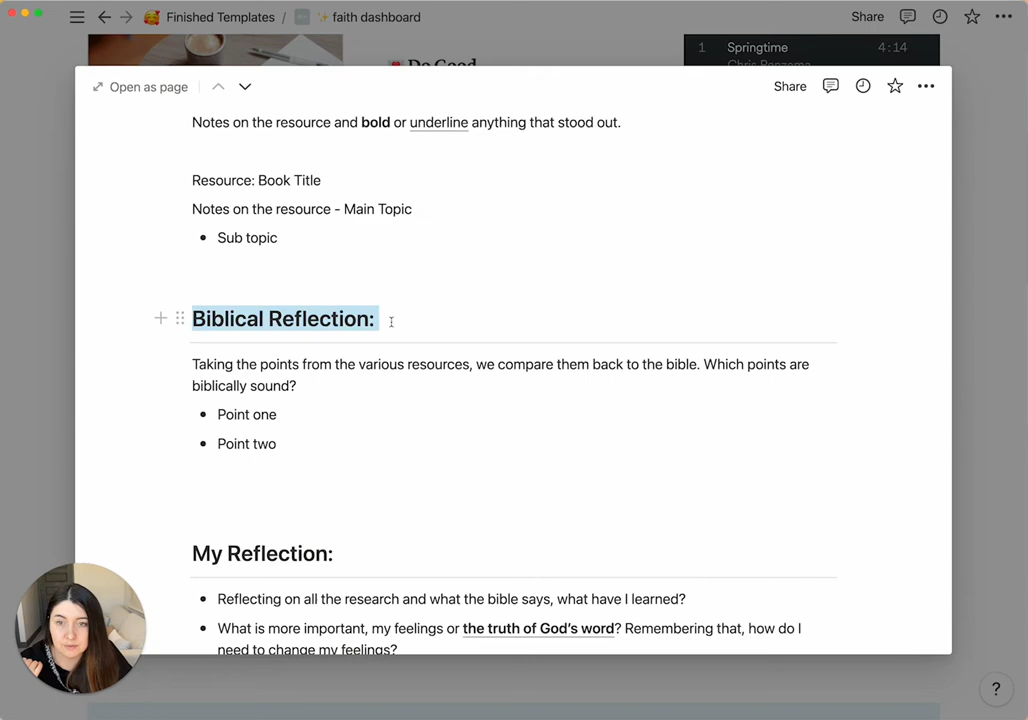 Finished Templates / ✨ faith dashboard
Share
Do Good
1 Springtime 4:14
Chris Renzema
Open as page
Share
Notes on the resource and bold or underline anything that stood out.
Resource: Book Title
Notes on the resource - Main Topic
• Sub topic
Biblical Reflection:
Taking the points from the various resources, we compare them back to the bible. Which points are
biblically sound?
• Point one
• Point two
My Reflection:
• Reflecting on all the research and what the bible says, what have I learned?
• What is more important, my feelings or the truth of God's word? Remembering that, how do I
need to change my feelings?
?